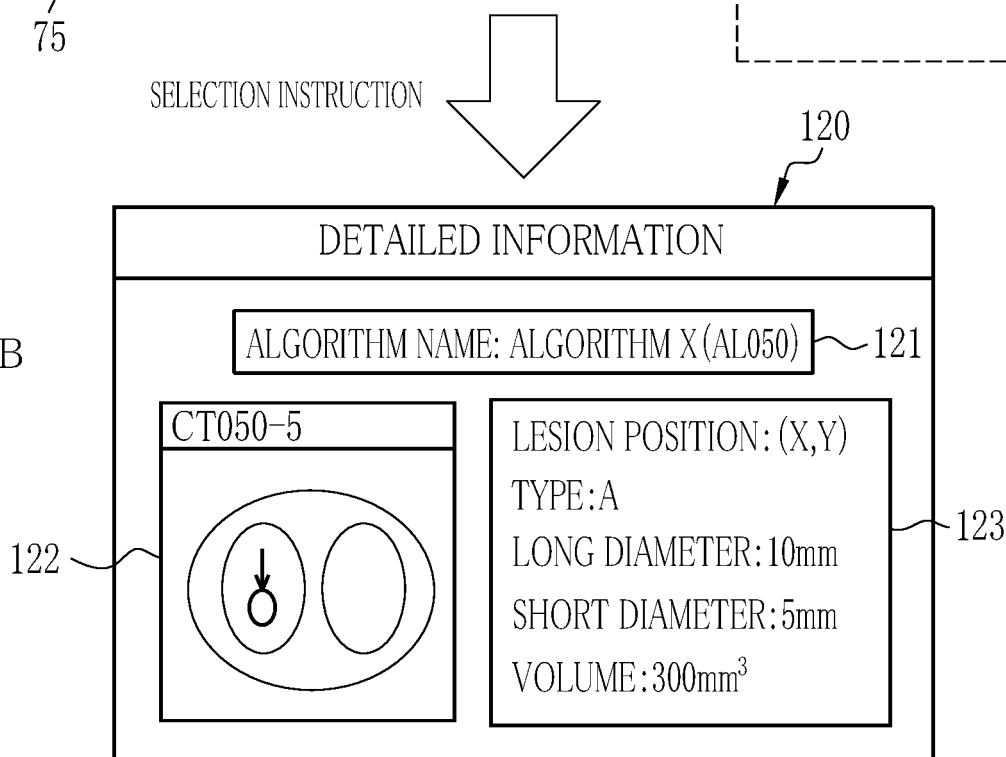 75
SELECTION INSTRUCTION
120
DETAILED INFORMATION
B
ALGORITHM NAME: ALGORITHM X(AL050)
121
CT050-5
LESION POSITION:(X,Y)
TYPE:A
LONG DIAMETER:10mm
SHORT DIAMETER:5mm
VOLUME:300mm³
122
123